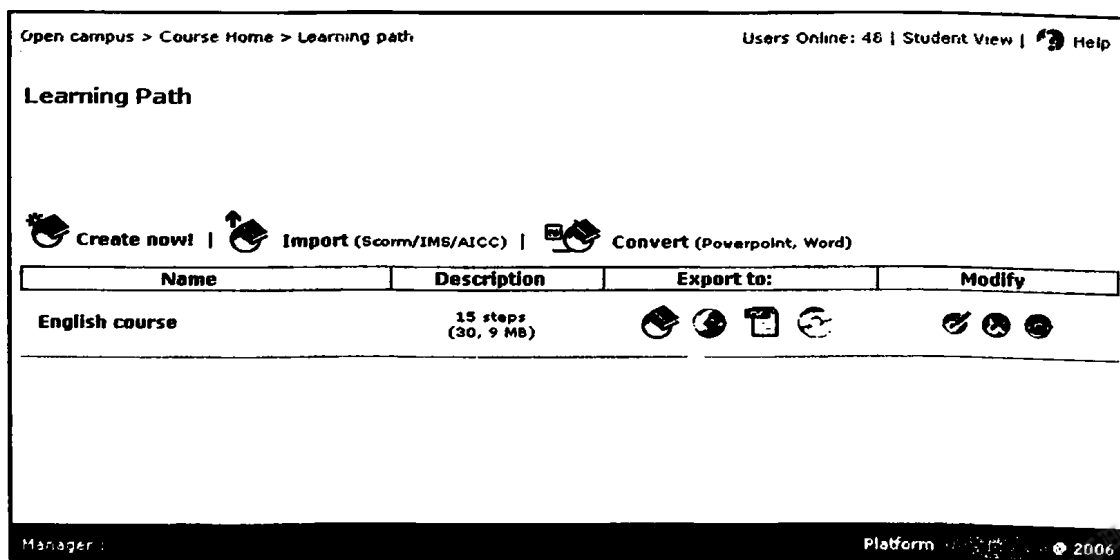 Open campus > Course Home > Learning path
Users Online: 48 | Student View | Help
Learning Path
Create now! | Import (Scorm/IMS/AICC) | Convert (Powerpoint, Word)
Name Description Export to: Modify
English course 15 steps
(30, 9 MB)
Manager : Platform © 2006